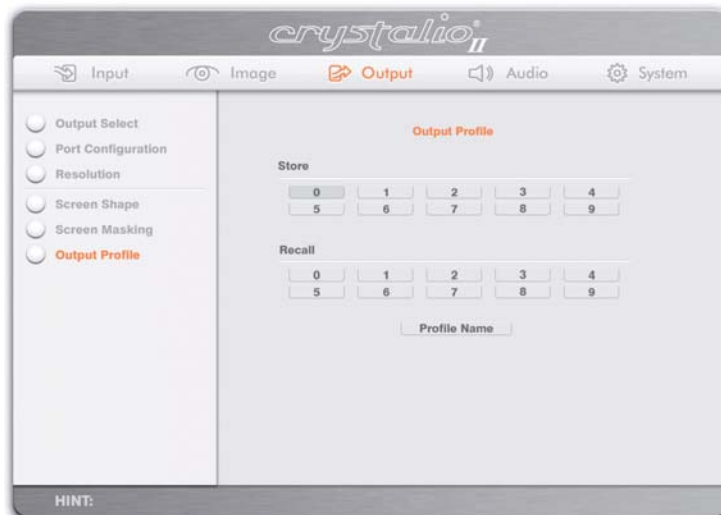 crystalio® II
Input Image Output Audio System
Output Select
Port Configuration
Resolution
Screen Shape
Screen Masking
Output Profile
Output Profile
Store
0 1 2 3 4
5 6 7 8 9
Recall
0 1 2 3 4
5 6 7 8 9
Profile Name
HINT: